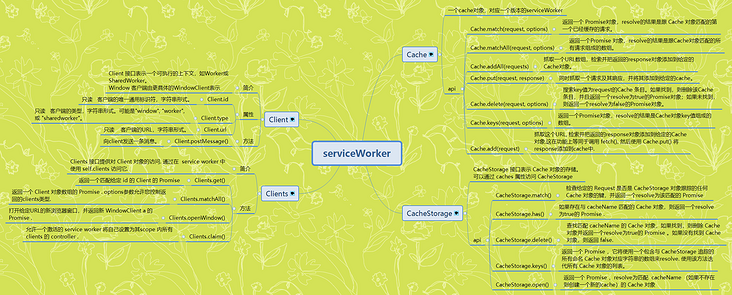 serviceWorker
Client
简介
Client 接口表示一个可执行的上下文，如Worker或
SharedWorker。
Window 客户端由更具体的WindowClient表示
属性
只读 客户端的唯一通用标识符，字符串形式。
Client.id
只读 客户端的类型，字符串形式。可能是"window", "worker",
或 "sharedworker"。
Client.type
只读 客户端的URL，字符串形式。
Client.url
方法
向client发送一条消息。
Client.postMessage()
Clients
简介
Clients 接口提供对 Client 对象的访问. 通过在 service worker 中
使用 self.clients 访问它.
方法
返回一个匹配给定 id 的 Client 的 Promise
Clients.get()
返回一个 Client 对象数组的 Promise . options参数允许您控制返
回的clients类型.
Clients.matchAll()
打开给定URL的新浏览器窗口，并返回新 WindowClient a 的
Promise .
Clients.openWindow()
允许一个激活的 service worker 将自己设置为其scope 内所有
clients 的 controller .
Clients.claim()
Cache
一个cache对象，对应一个版本的serviceWorker
api
Cache.match(request, options)
返回一个 Promise对象，resolve的结果是跟 Cache 对象匹配的第
一个已经缓存的请求。
Cache.matchAll(request, options)
返回一个Promise 对象，resolve的结果是跟Cache对象匹配的所
有请求组成的数组。
Cache.addAll(requests)
抓取一个URL数组，检索并把返回的response对象添加到给定的
Cache对象。
Cache.put(request, response)
同时抓取一个请求及其响应，并将其添加到给定的cache。
Cache.delete(request, options)
搜索key值为request的Cache 条目。如果找到，则删除该Cache
条目，并且返回一个resolve为true的Promise对象；如果未找到，
则返回一个resolve为false的Promise对象。
Cache.keys(request, options)
返回一个Promise对象，resolve的结果是Cache对象key值组成的
数组。
Cache.add(request)
抓取这个URL, 检索并把返回的response对象添加到给定的Cache
对象.这在功能上等同于调用 fetch(), 然后使用 Cache.put() 将
response添加到cache中.
CacheStorage
CacheStorage 接口表示 Cache 对象的存储。
可以通过 caches 属性访问 CacheStorage
api
CacheStorage.match()
检查给定的 Request 是否是 CacheStorage 对象跟踪的任何
Cache 对象的键，并返回一个resolve为该匹配的 Promise
CacheStorage.has()
如果存在与 cacheName 匹配的 Cache 对象，则返回一个resolve
为true的 Promise .
CacheStorage.delete()
查找匹配 cacheName 的 Cache 对象，如果找到，则删除 Cache
对象并返回一个resolve为true的 Promise 。如果没有找到 Cache
对象，则返回 false.
CacheStorage.keys()
返回一个 Promise ，它将使用一个包含与 CacheStorage 追踪的
所有命名 Cache 对象对应字符串的数组来resolve. 使用该方法迭
代所有 Cache 对象的列表。
CacheStorage.open()
返回一个 Promise ，resolve为匹配 cacheName （如果不存在
则创建一个新的cache）的 Cache 对象